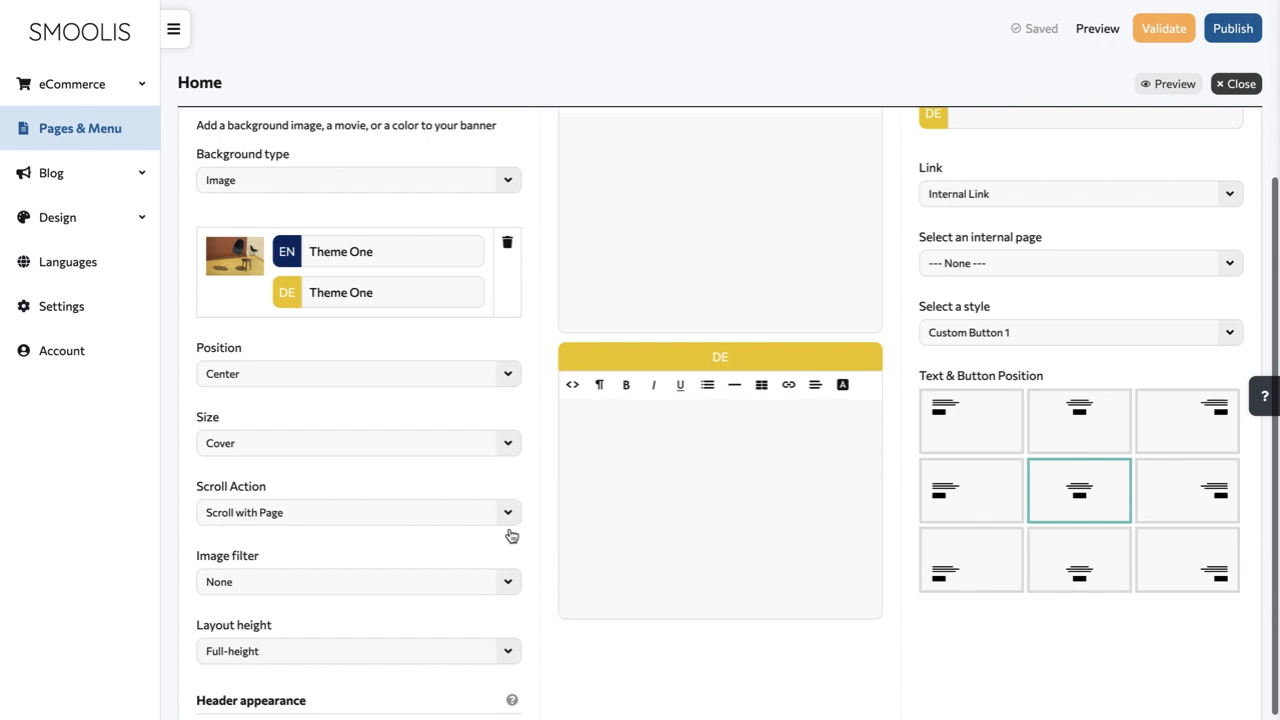 SMOOLIS
Saved
Preview
Validate
Publish
eCommerce
Pages & Menu
Blog
Design
Languages
Settings
Account
Home
Preview
× Close
Add a background image, a movie, or a color to your banner
Background type
Image
EN Theme One
DE Theme One
Position
Center
Size
Cover
Scroll Action
Scroll with Page
Image filter
None
Layout height
Full-height
Header appearance
?
DE
<> ¶ B I U A
DE
Link
Internal Link
Select an internal page
--- None ---
Select a style
Custom Button 1
Text & Button Position
?